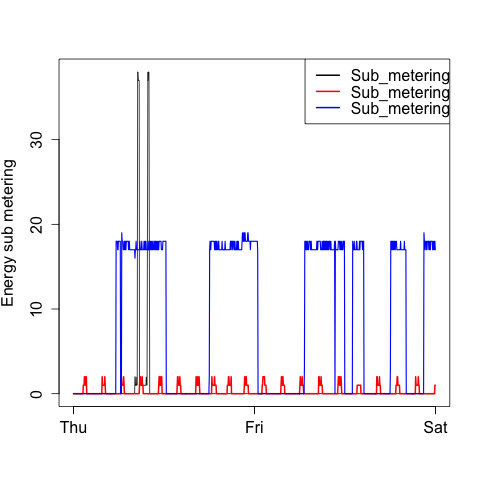 Sub_metering
Sub_metering
Sub_metering
Energy sub metering
30
20
10
0
Thu Fri Sat